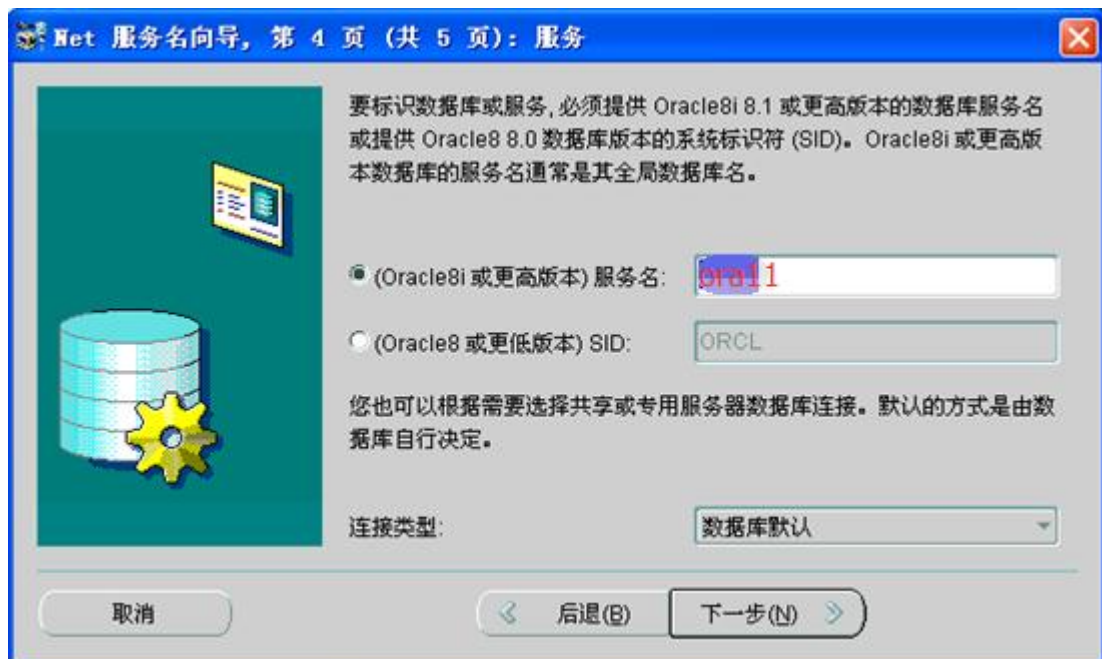 Net 服务名向导, 第 4 页 (共 5 页): 服务
要标识数据库或服务, 必须提供 Oracle8i 8.1 或更高版本的数据库服务名
或提供 Oracle8 8.0 数据库版本的系统标识符 (SID)。Oracle8i 或更高版
本数据库的服务名通常是其全局数据库名。
(Oracle8i 或更高版本) 服务名:
ora11
(Oracle8 或更低版本) SID:
ORCL
您也可以根据需要选择共享或专用服务器数据库连接。默认的方式是由数
据库自行决定。
连接类型:
数据库默认
取消
后退(B)
下一步(N)